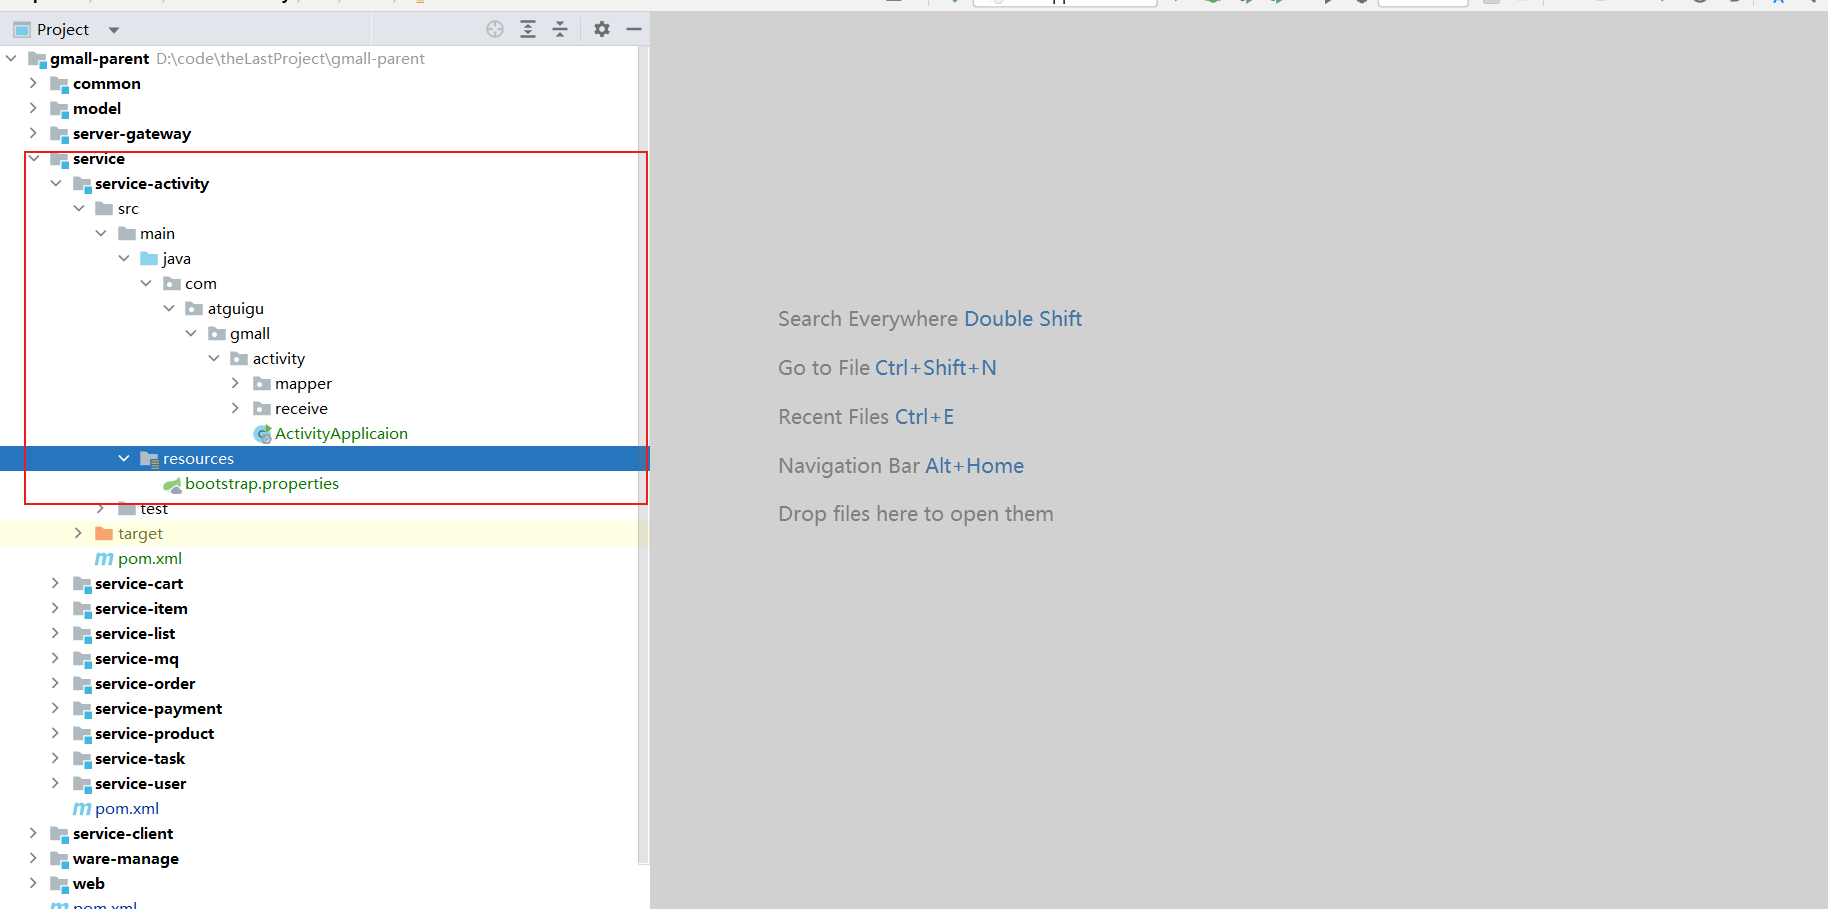 Project
gmall-parent D:\code\theLastProject\gmall-parent
common
model
server-gateway
service
service-activity
src
main
java
com
atguigu
gmall
activity
mapper
receive
ActivityApplicaion
resources
bootstrap.properties
test
target
pom.xml
service-cart
service-item
service-list
service-mq
service-order
service-payment
service-product
service-task
service-user
pom.xml
service-client
ware-manage
web
pom.xml
Search Everywhere Double Shift
Go to File Ctrl+Shift+N
Recent Files Ctrl+E
Navigation Bar Alt+Home
Drop files here to open them